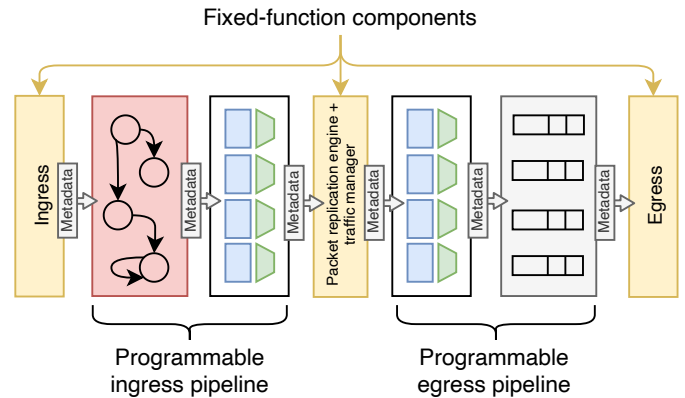 Fixed-function components
Ingress
Metadata
Metadata
Metadata
Packet replication engine +
traffic manager
Metadata
Metadata
Metadata
Egress
Programmable
ingress pipeline
Programmable
egress pipeline